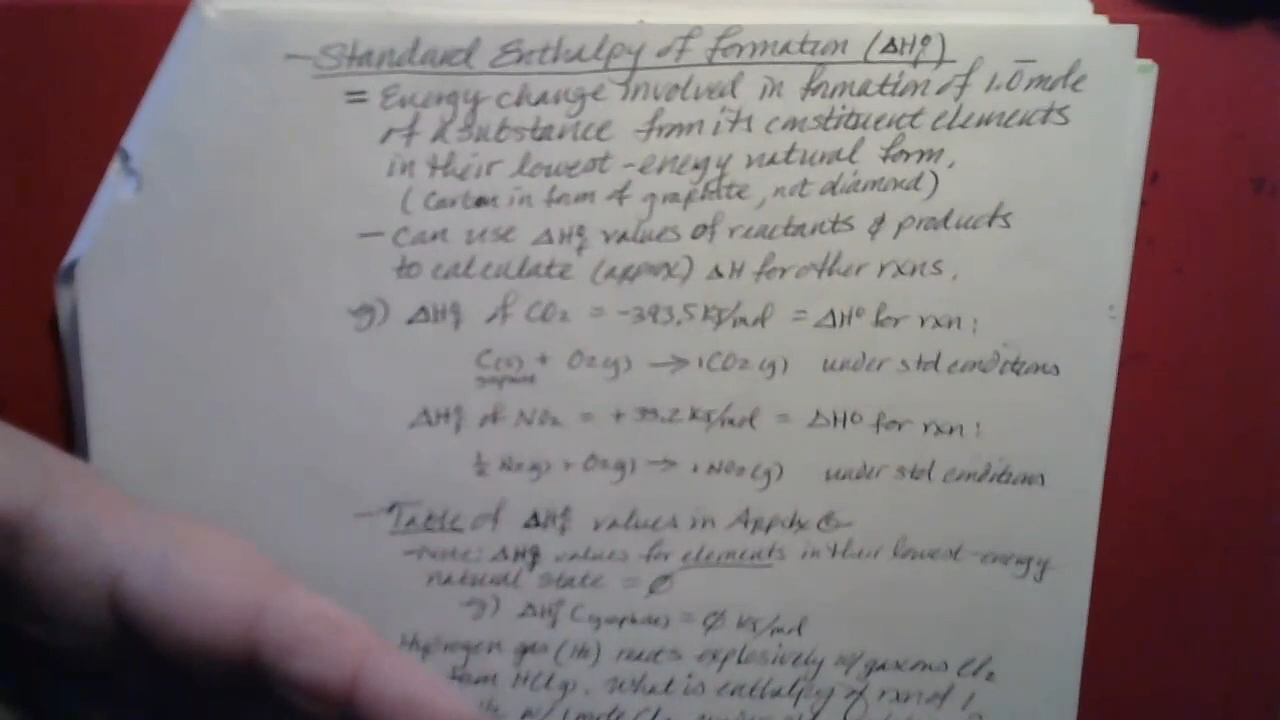 — Standard Enthalpy of formation (ΔH°f)
= Energy change involved in formation of 1.0 mole
of a substance from its constituent elements
in their lowest-energy natural form.
(Carbon in form of graphite, not diamond)
— Can use ΔH°f values of reactants & products
to calculate (approx) ΔH for other rxns.
eg) ΔH°f of CO2 = -393.5 kJ/mol = ΔH° for rxn:
C(s) + O2(g) → 1CO2(g) under std conditions
graphite
ΔH°f of NO2 = +33.2 kJ/mol = ΔH° for rxn:
½ N2(g) + O2(g) → 1NO2(g) under std conditions
— Table of ΔH°f values in Appdx
— Note: ΔH°f values for elements in their lowest-energy
natural state = ∅
eg) ΔH°f C(graphite) = ∅ kJ/mol
Hydrogen gas (H2) reacts explosively w/ gaseous Cl2
form HCl(g). What is enthalpy of rxn of 1
w/ 1 mole Cl2